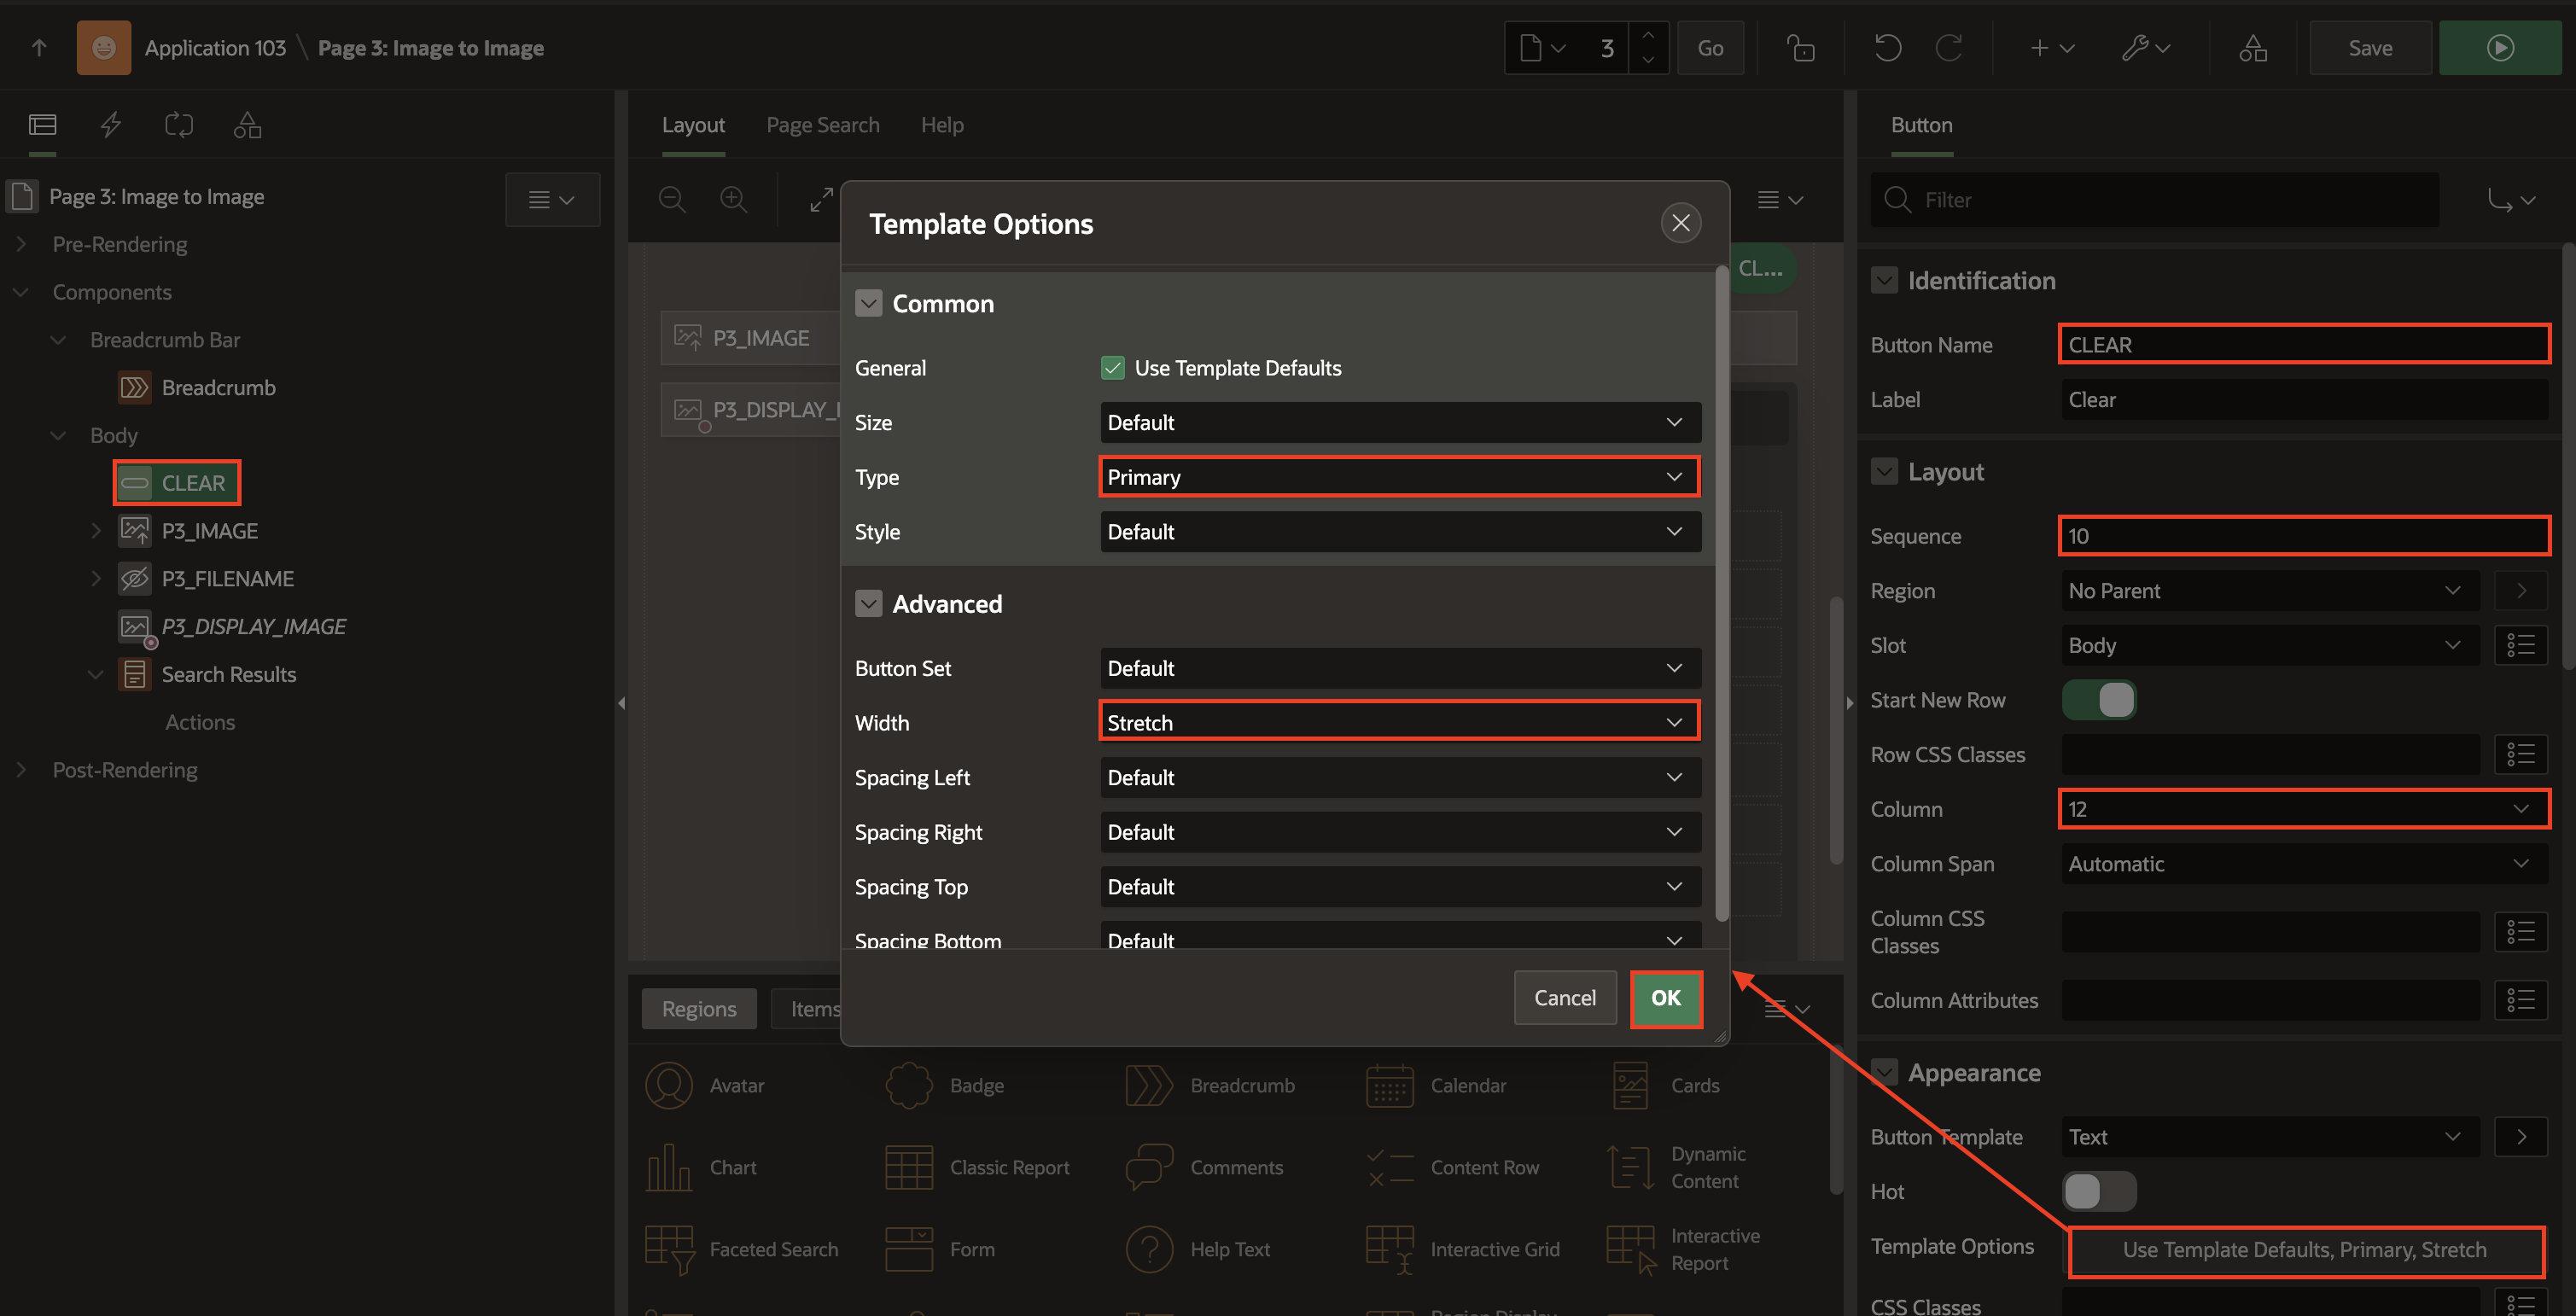 Application 103 \ Page 3: Image to Image
3
Go
Save
Page 3: Image to Image
Pre-Rendering
Components
Breadcrumb Bar
Breadcrumb
Body
CLEAR
P3_IMAGE
P3_FILENAME
P3_DISPLAY_IMAGE
Search Results
Actions
Post-Rendering
Layout Page Search Help
CL...
P3_IMAGE
P3_DISPLAY_I
Template Options
Common
General Use Template Defaults
Size Default
Type Primary
Style Default
Advanced
Button Set Default
Width Stretch
Spacing Left Default
Spacing Right Default
Spacing Top Default
Spacing Bottom Default
Cancel OK
Regions Items
Avatar Badge Breadcrumb Calendar Cards
Chart Classic Report Comments Content Row Dynamic
Content
Faceted Search Form Help Text Interactive Grid Interactive
Report
Region Display
Button
Filter
Identification
Button Name CLEAR
Label Clear
Layout
Sequence 10
Region No Parent
Slot Body
Start New Row
Row CSS Classes
Column 12
Column Span Automatic
Column CSS
Classes
Column Attributes
Appearance
Button Template Text
Hot
Template Options Use Template Defaults, Primary, Stretch
CSS Classes